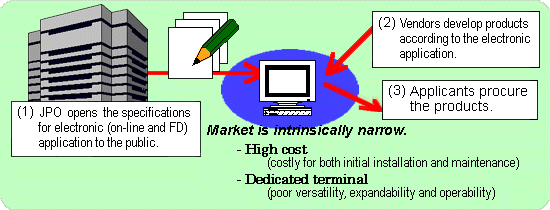 (1) JPO opens the specifications
for electronic (on-line and FD)
application to the public.
(2) Vendors develop products
according to the electronic
application.
(3) Applicants procure
the products.
Market is intrinsically narrow.
- High cost
(costly for both initial installation and maintenance)
- Dedicated terminal
(poor versatility, expandability and operability)